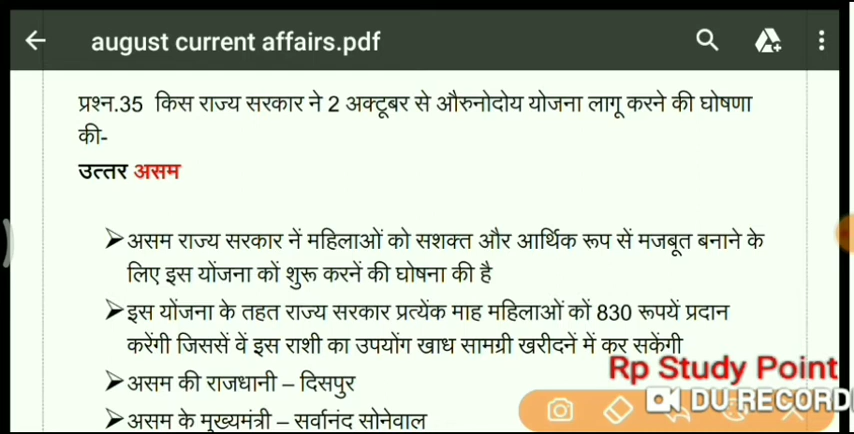 august current affairs.pdf
प्रश्न.35 किस राज्य सरकार ने 2 अक्टूबर से औरुनोदोय योजना लागू करने की घोषणा
की-
उत्तर असम
➢असम राज्य सरकार नें महिलाओं को सशक्त और आर्थिक रूप सें मजबूत बनाने के
लिए इस योंजना कों शुरू करनें की घोषना की है
➢इस योंजना के तहत राज्य सरकार प्रत्येंक माह महिलाओं कों 830 रूपयें प्रदान
करेंगी जिससें वें इस राशी का उपयोंग खाध सामग्री खरीदनें में कर सकेंगी
Rp Study Point
➢असम की राजधानी – दिसपुर
DU RECORD
➢असम के मुख्यमंत्री – सर्वानंद सोनेवाल